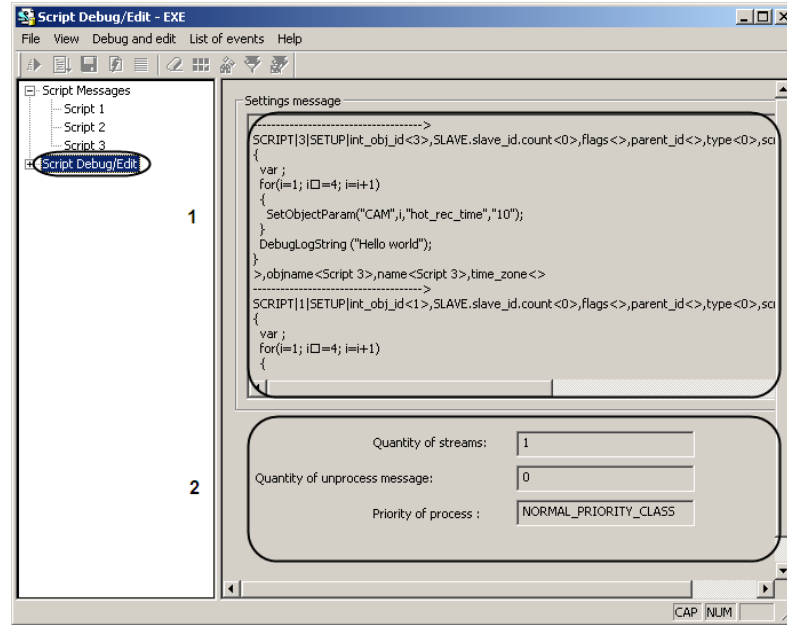 Script Debug/Edit - EXE
File View Debug and edit List of events Help
Script Messages
Script 1
Script 2
Script 3
Script Debug/Edit
1
2
Settings message
------------------------------------->
SCRIPT|3|SETUP|int_obj_id<3>,SLAVE.slave_id.count<0>,flags<>,parent_id<>,type<0>,scr
{
var ;
for(i=1; i□=4; i=i+1)
{
SetObjectParam("CAM",i,"hot_rec_time","10");
}
DebugLogString ("Hello world");
}
>,objname<Script 3>,name<Script 3>,time_zone<>
------------------------------------->
SCRIPT|1|SETUP|int_obj_id<1>,SLAVE.slave_id.count<0>,flags<>,parent_id<>,type<0>,scr
{
var ;
for(i=1; i□=4; i=i+1)
{
Quantity of streams: 1
Quantity of unprocess message: 0
Priority of process : NORMAL_PRIORITY_CLASS
CAP NUM